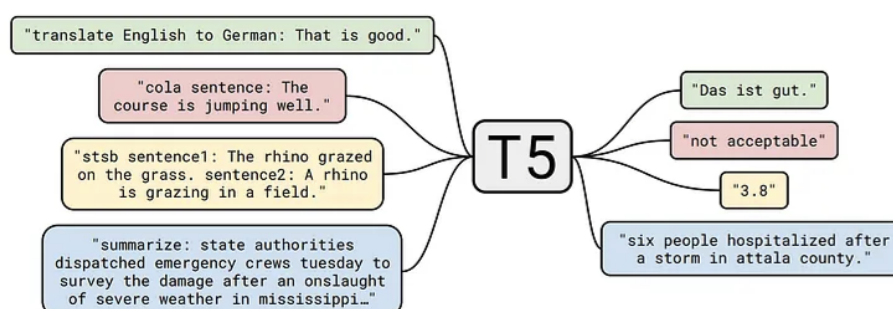 "translate English to German: That is good."
"cola sentence: The
course is jumping well."
"stsb sentence1: The rhino grazed
on the grass. sentence2: A rhino
is grazing in a field."
"summarize: state authorities
dispatched emergency crews tuesday to
survey the damage after an onslaught
of severe weather in mississippi…"
T5
"Das ist gut."
"not acceptable"
"3.8"
"six people hospitalized after
a storm in attala county."